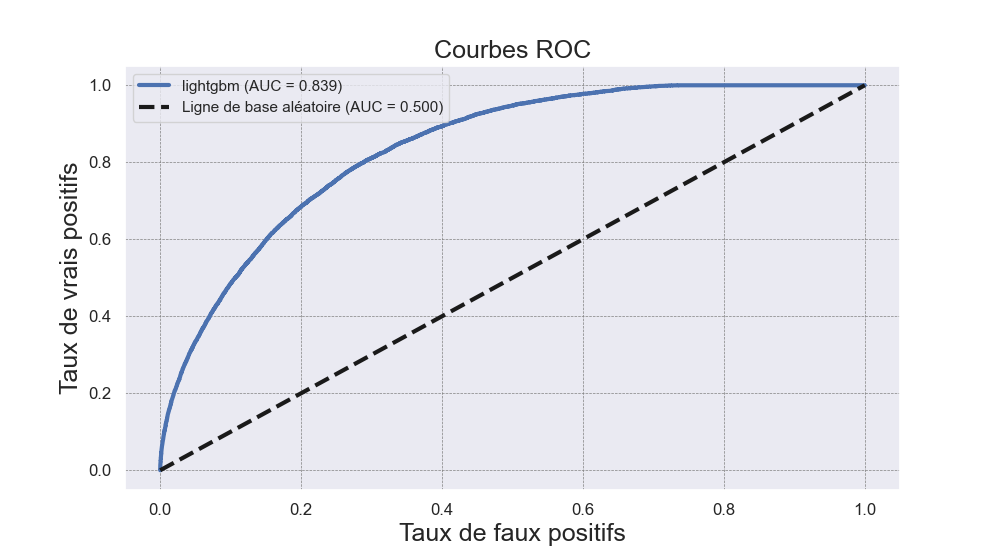 Courbes ROC
lightgbm (AUC = 0.839)
Ligne de base aléatoire (AUC = 0.500)
Taux de vrais positifs
1.0
0.8
0.6
0.4
0.2
0.0
0.0 0.2 0.4 0.6 0.8 1.0
Taux de faux positifs